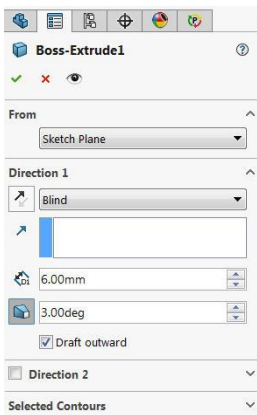 Boss-Extrude1
From
Sketch Plane
Direction 1
Blind
6.00mm
3.00deg
Draft outward
Direction 2
Selected Contours